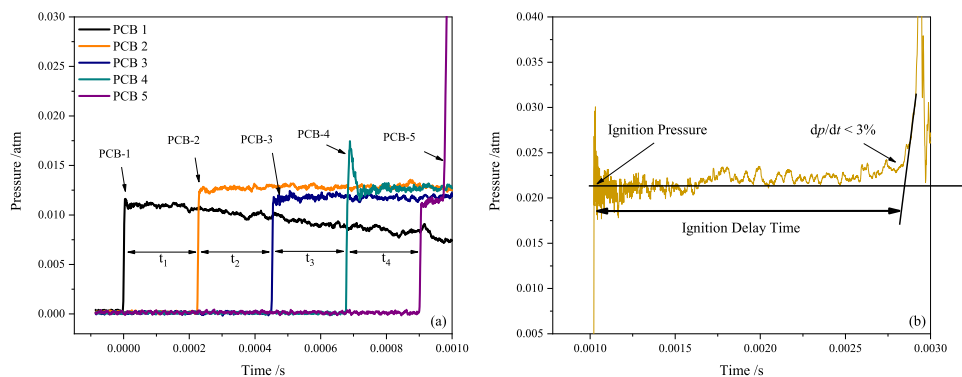 0.030
0.025
0.020
0.015
0.010
0.005
0.000
Pressure /atm
PCB 1
PCB 2
PCB 3
PCB 4
PCB 5
PCB-1
PCB-2
PCB-3
PCB-4
PCB-5
t1
t2
t3
t4
(a)
0.0000 0.0002 0.0004 0.0006 0.0008 0.0010
Time /s
0.040
0.035
0.030
0.025
0.020
0.015
0.010
0.005
Pressure /atm
Ignition Pressure
dp/dt < 3%
Ignition Delay Time
(b)
0.0010 0.0015 0.0020 0.0025 0.0030
Time /s